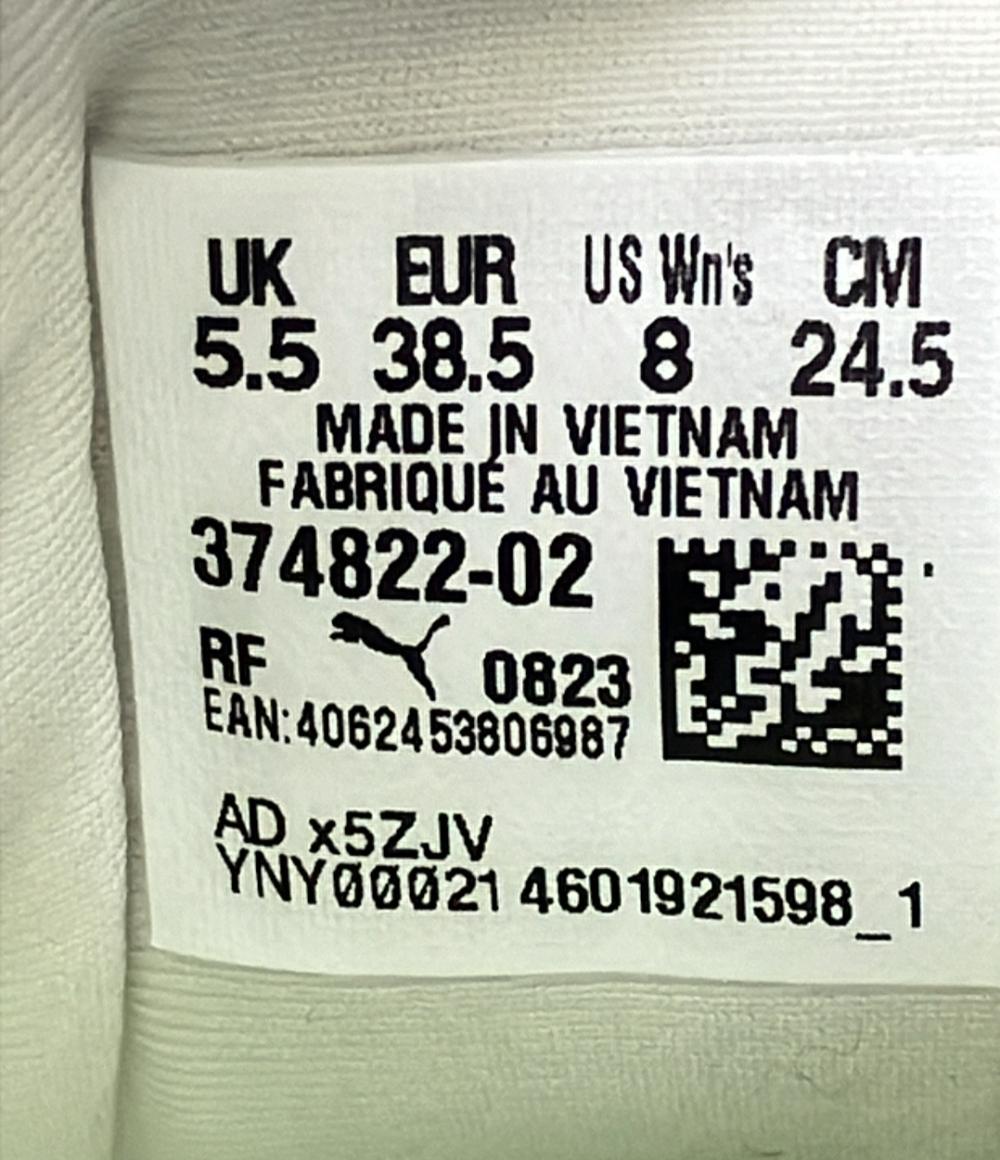 UK EUR US Wn's CM
5.5 38.5 8 24.5
MADE IN VIETNAM
FABRIQUÉ AU VIETNAM
374822-02
RF 0823
EAN:4062453806987
AD x5ZJV
YNY00021 4601921598_1